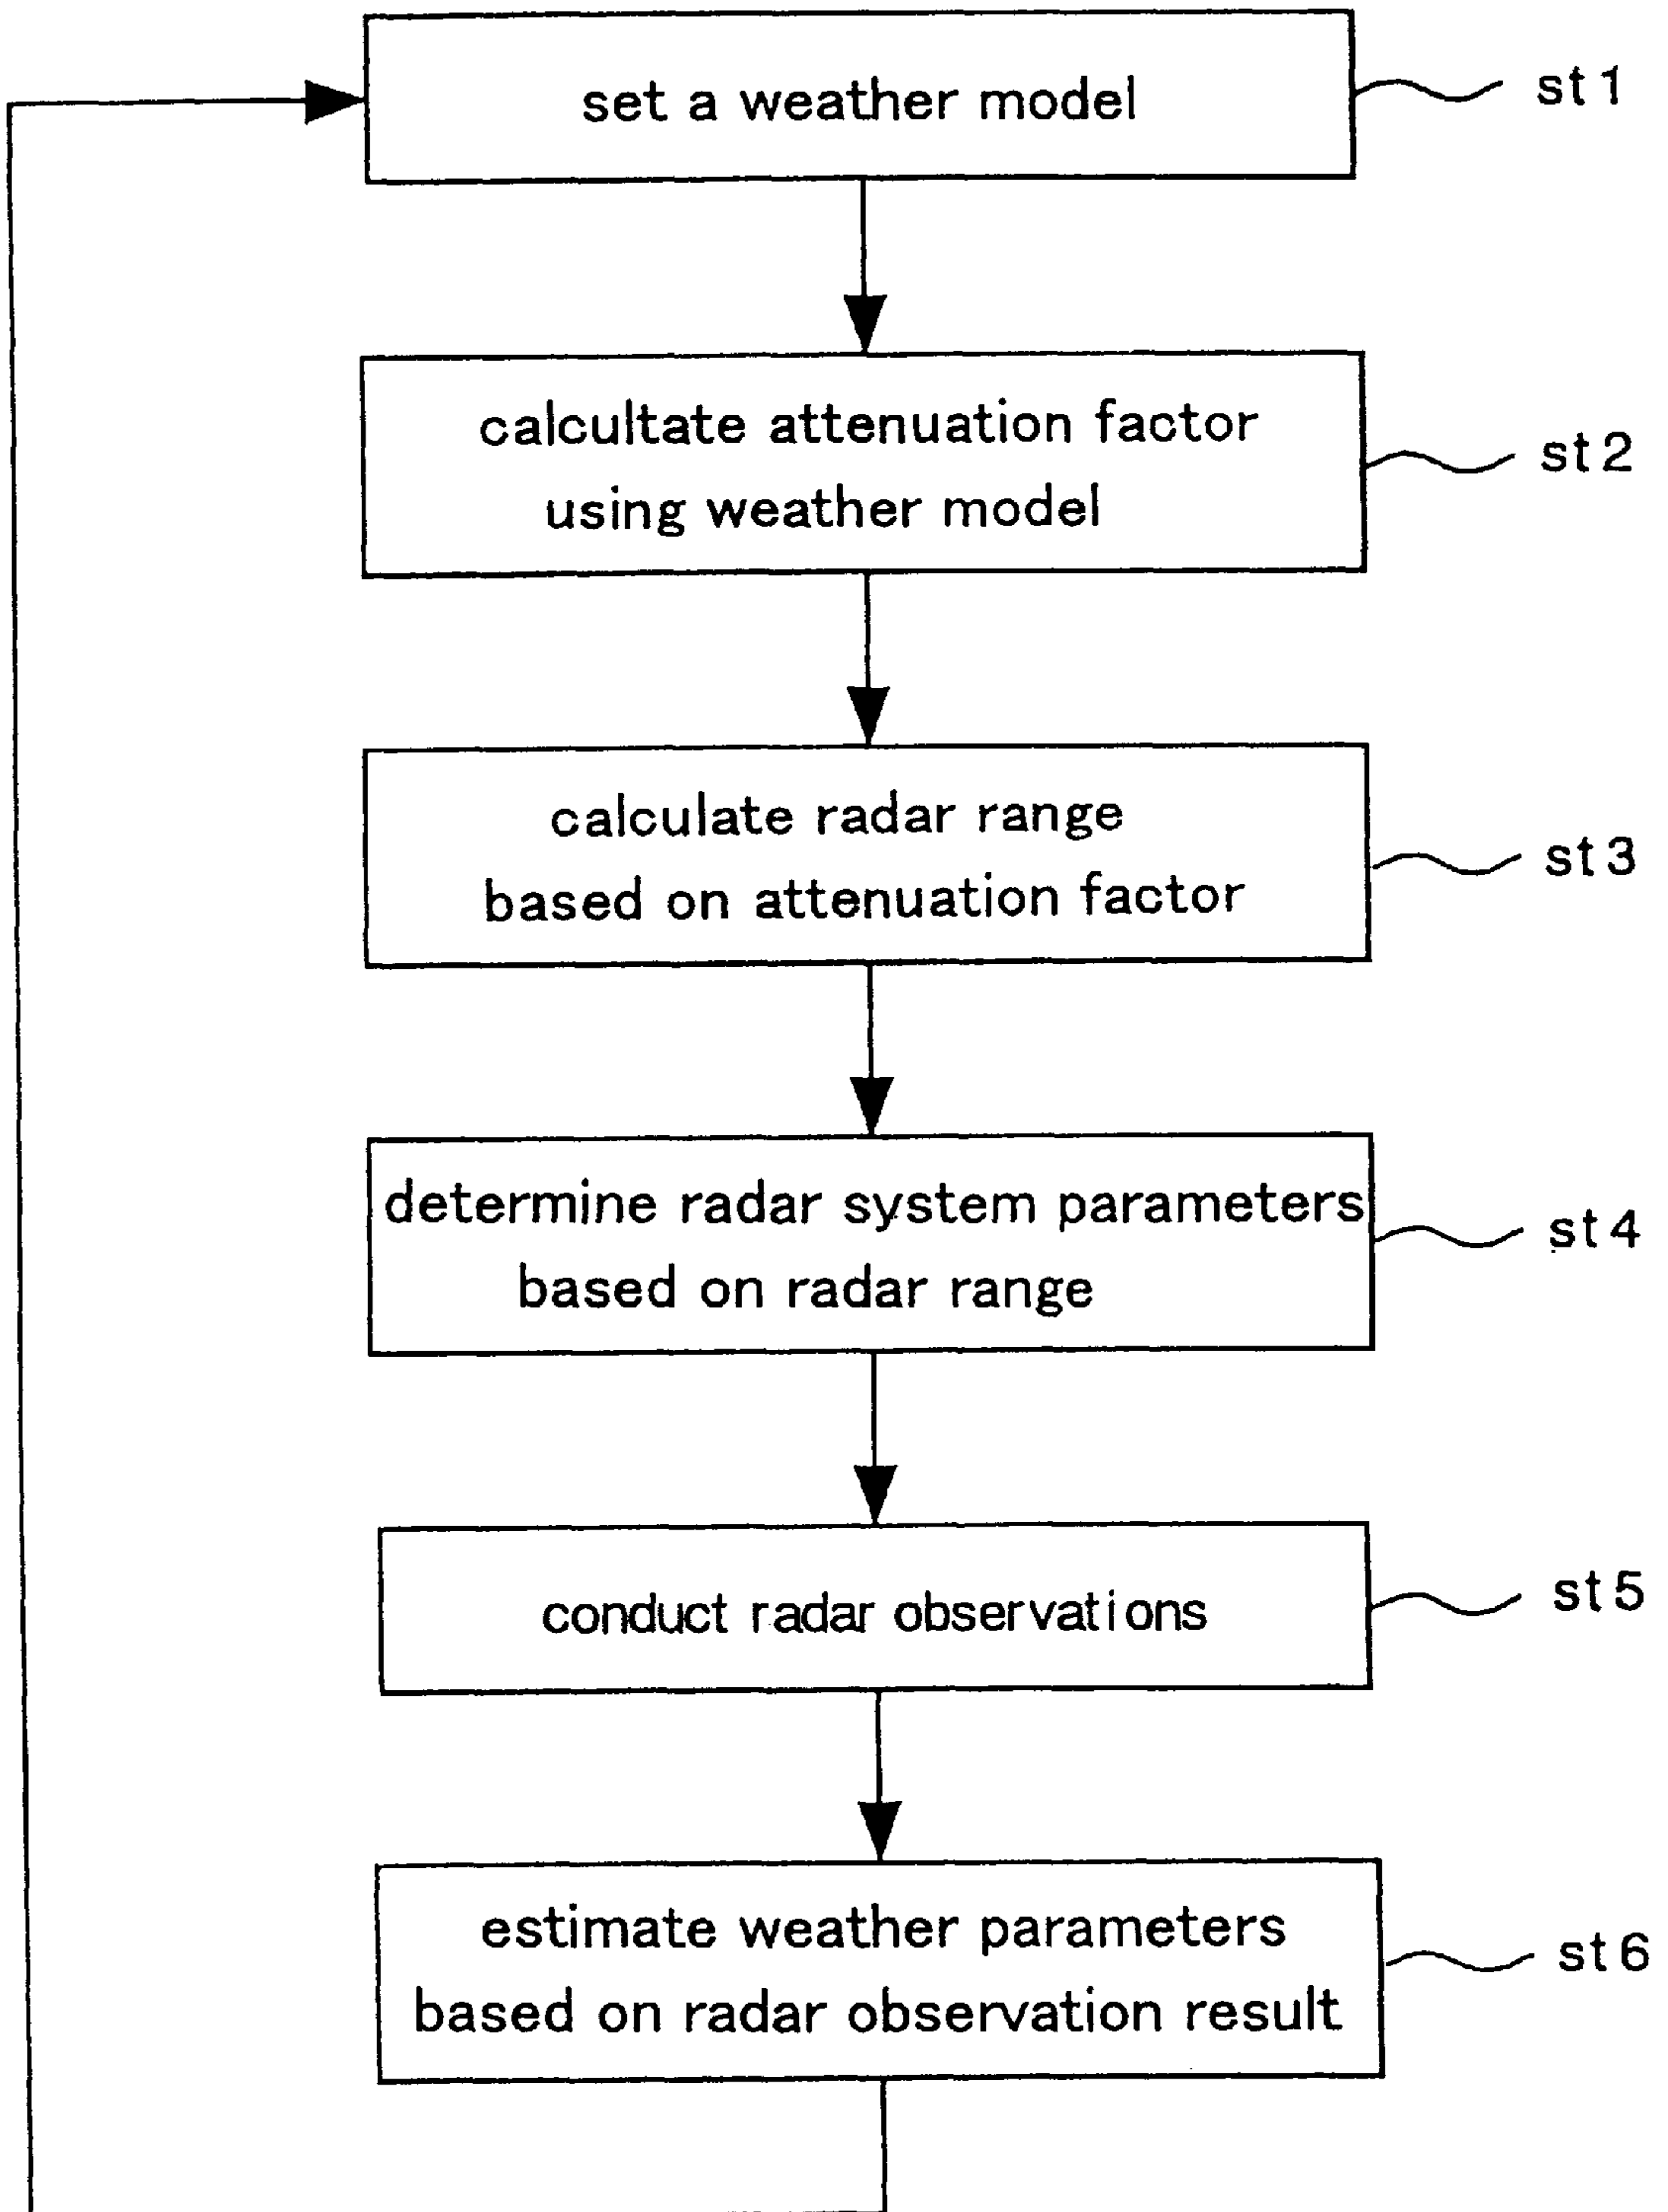 set a weather model
st1
calcultate attenuation factor
using weather model
st2
calculate radar range
based on attenuation factor
st3
determine radar system parameters
based on radar range
st4
conduct radar observations
st5
estimate weather parameters
based on radar observation result
st6